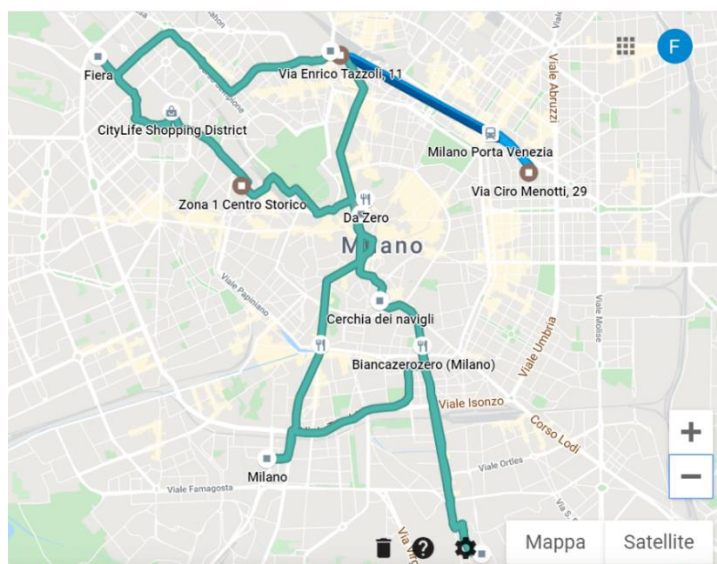 F
Fiera
Via Enrico Tazzoli, 11
Viale Abruzzi
CityLife Shopping District
Milano Porta Venezia
Via Ciro Menotti, 29
Zona 1 Centro Storico
Da Zero
Milano
Viale Papiniano
Cerchia dei navigli
Viale Umbria
Viale Molise
Biancazerozero (Milano)
Viale Isonzo
Corso Lodi
+
Milano
Viale Ortles
−
Viale Famagosta
?
Mappa
Satellite